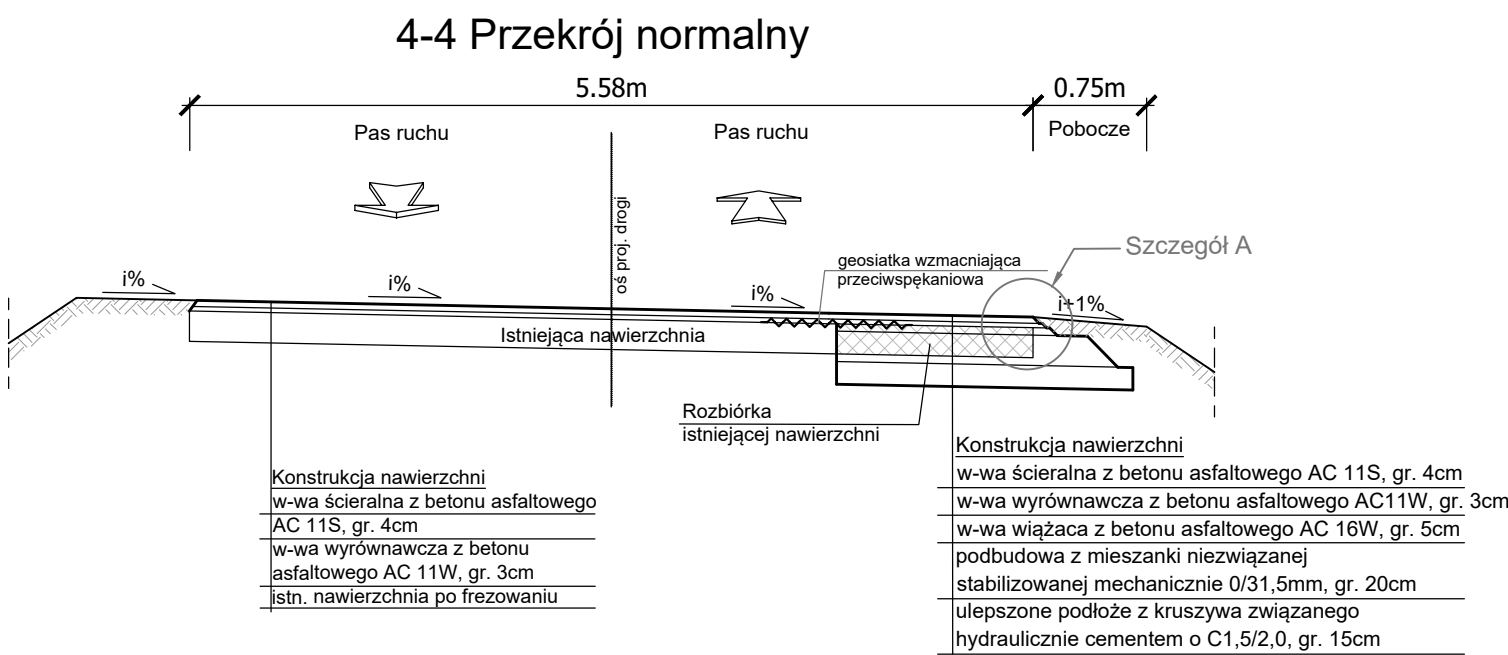 4-4 Przekrój normalny
5.58m
0.75m
Pas ruchu
Pas ruchu
Pobocze
oś proj. drogi
Szczegół A
geosiatka wzmacniająca
przeciwspękaniowa
i%
i%
i%
i+1%
Istniejąca nawierzchnia
Rozbiórka
istniejącej nawierzchni
Konstrukcja nawierzchni
w-wa ścieralna z betonu asfaltowego
AC 11S, gr. 4cm
w-wa wyrównawcza z betonu
asfaltowego AC 11W, gr. 3cm
istn. nawierzchnia po frezowaniu
Konstrukcja nawierzchni
w-wa ścieralna z betonu asfaltowego AC 11S, gr. 4cm
w-wa wyrównawcza z betonu asfaltowego AC11W, gr. 3cm
w-wa wiążaca z betonu asfaltowego AC 16W, gr. 5cm
podbudowa z mieszanki niezwiązanej
stabilizowanej mechanicznie 0/31,5mm, gr. 20cm
ulepszone podłoże z kruszywa związanego
hydraulicznie cementem o C1,5/2,0, gr. 15cm